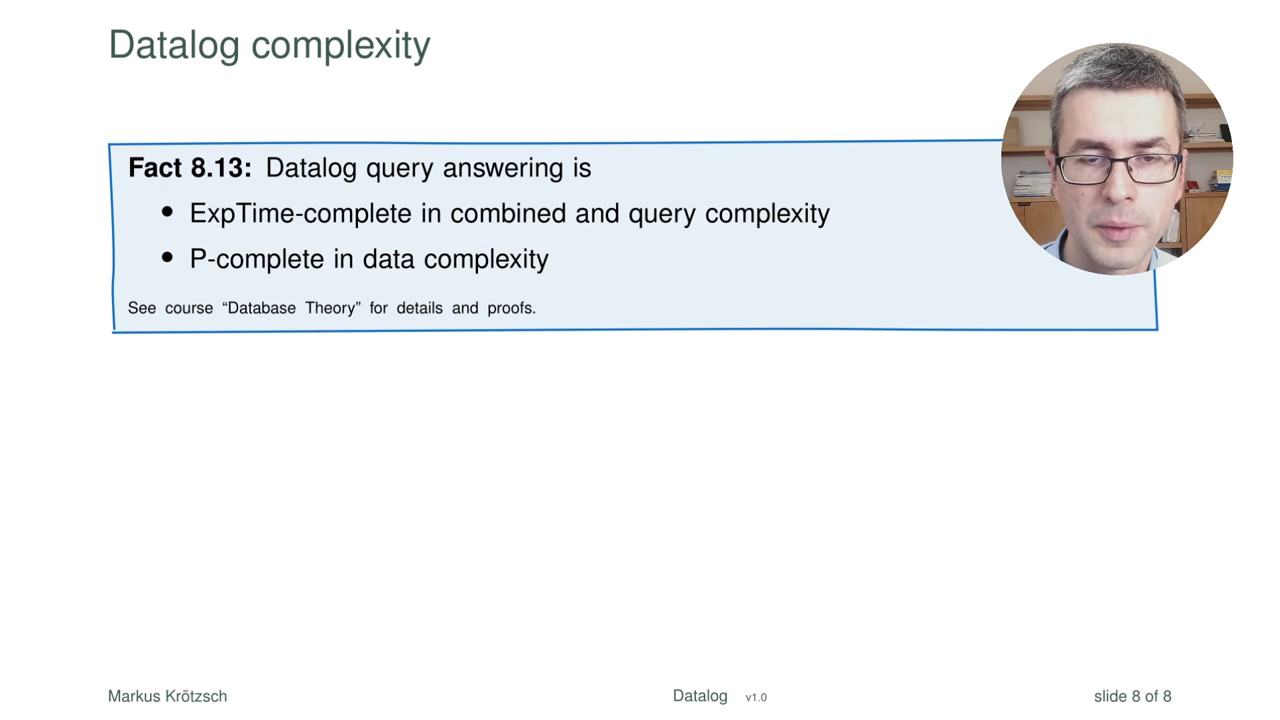 Datalog complexity
Fact 8.13: Datalog query answering is
• ExpTime-complete in combined and query complexity
• P-complete in data complexity
See course “Database Theory” for details and proofs.
Markus Krötzsch
Datalog v1.0
slide 8 of 8